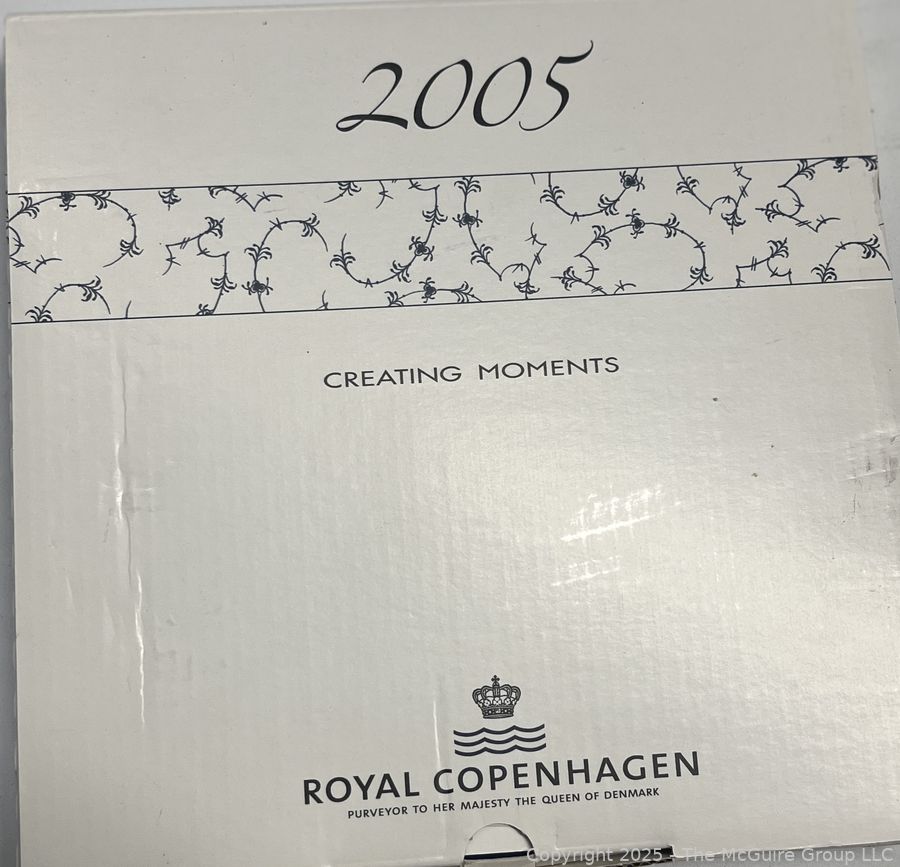 2005
CREATING MOMENTS
ROYAL COPENHAGEN
PURVEYOR TO HER MAJESTY THE QUEEN OF DENMARK
Copyright 2025 - The McGuire Group LLC